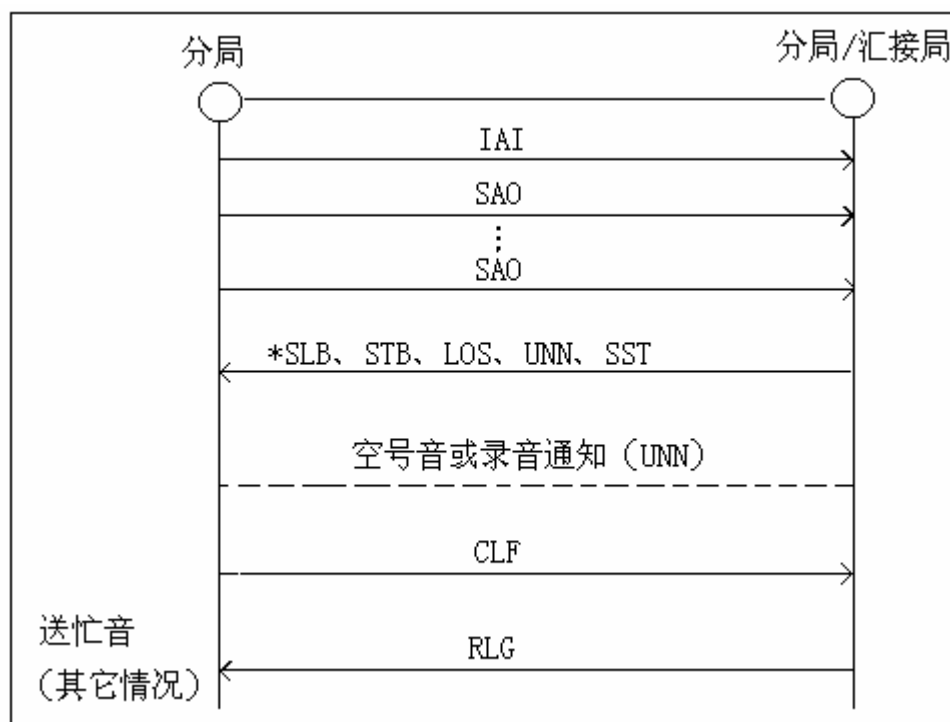 分局
分局/汇接局
IAI
SAO
⋮
SAO
*SLB、STB、LOS、UNN、SST
空号音或录音通知（UNN）
CLF
送忙音
（其它情况）
RLG